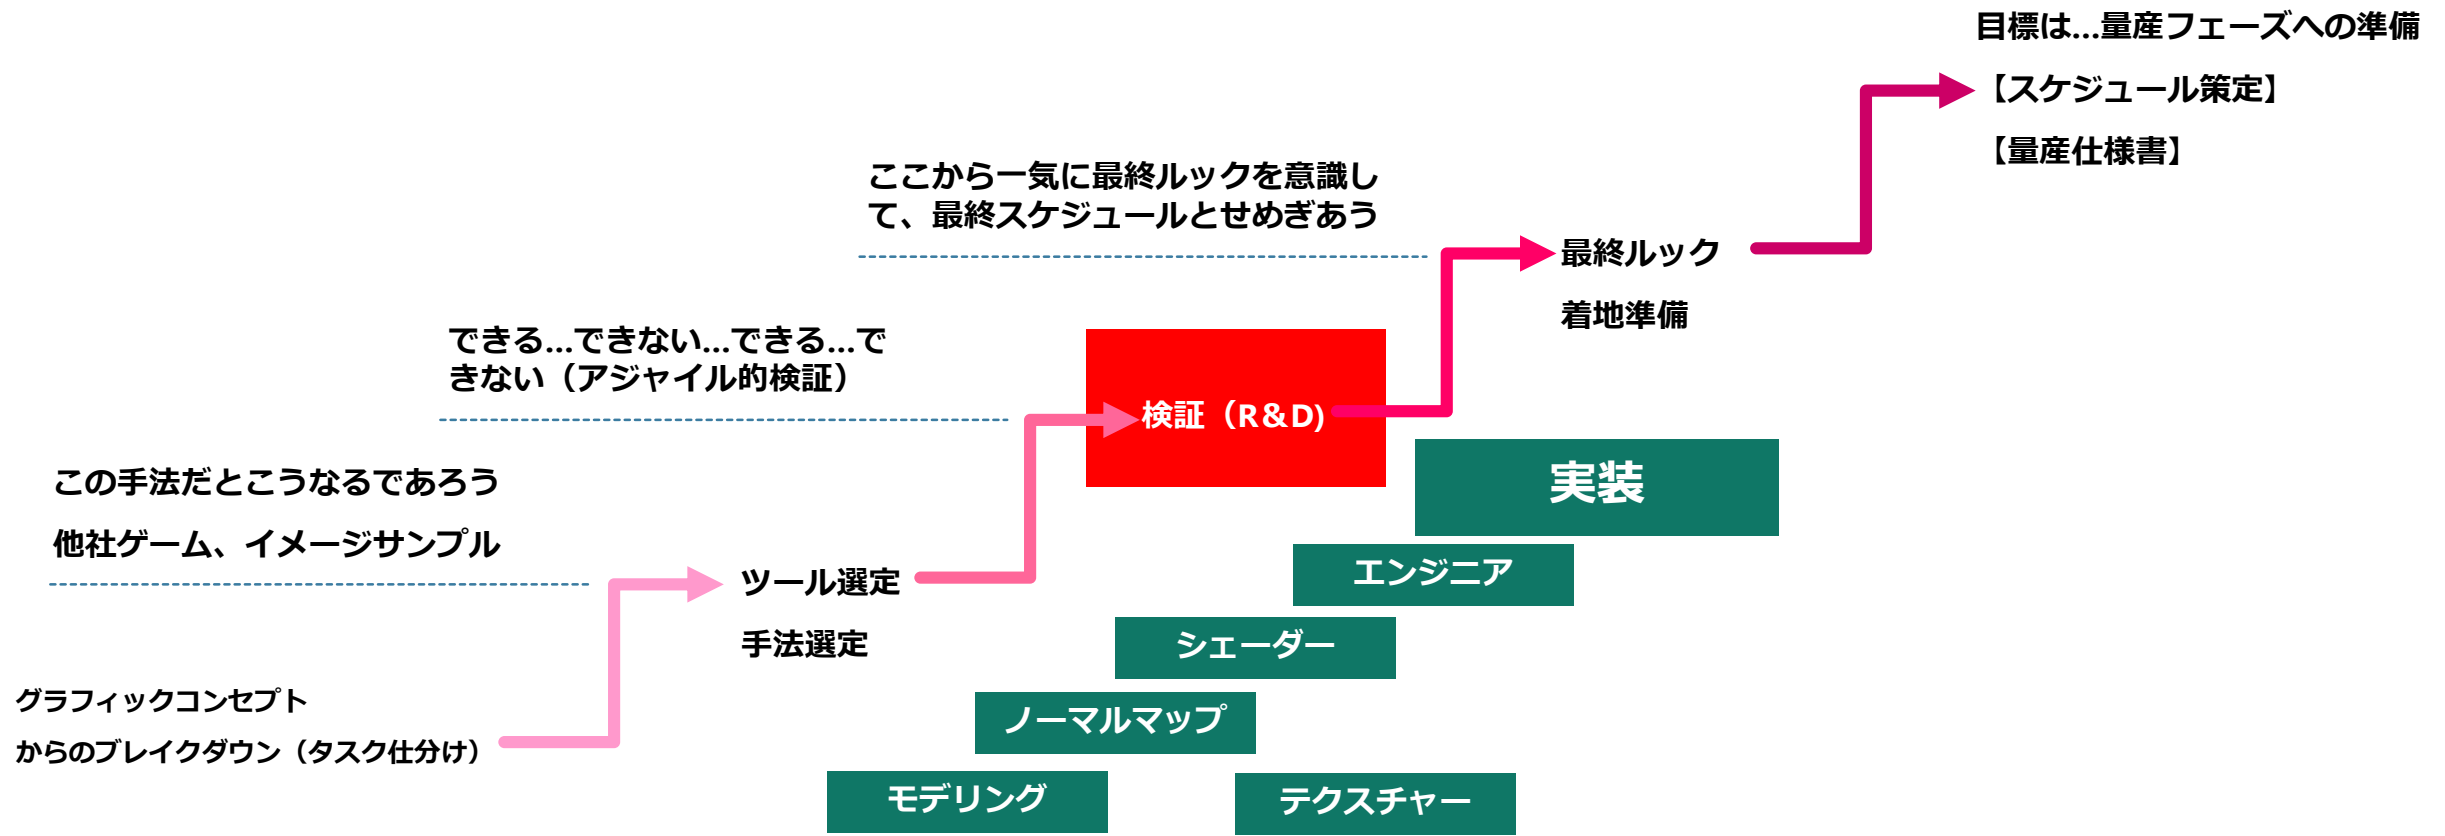 目標は…量産フェーズへの準備
【スケジュール策定】
【量産仕様書】
ここから一気に最終ルックを意識し
て、最終スケジュールとせめぎあう
最終ルック
着地準備
できる…できない…できる…で
きない（アジャイル的検証）
検証（R＆D)
この手法だとこうなるであろう
他社ゲーム、イメージサンプル
実装
エンジニア
ツール選定
手法選定
シェーダー
グラフィックコンセプト
からのブレイクダウン（タスク仕分け）
ノーマルマップ
モデリング
テクスチャー